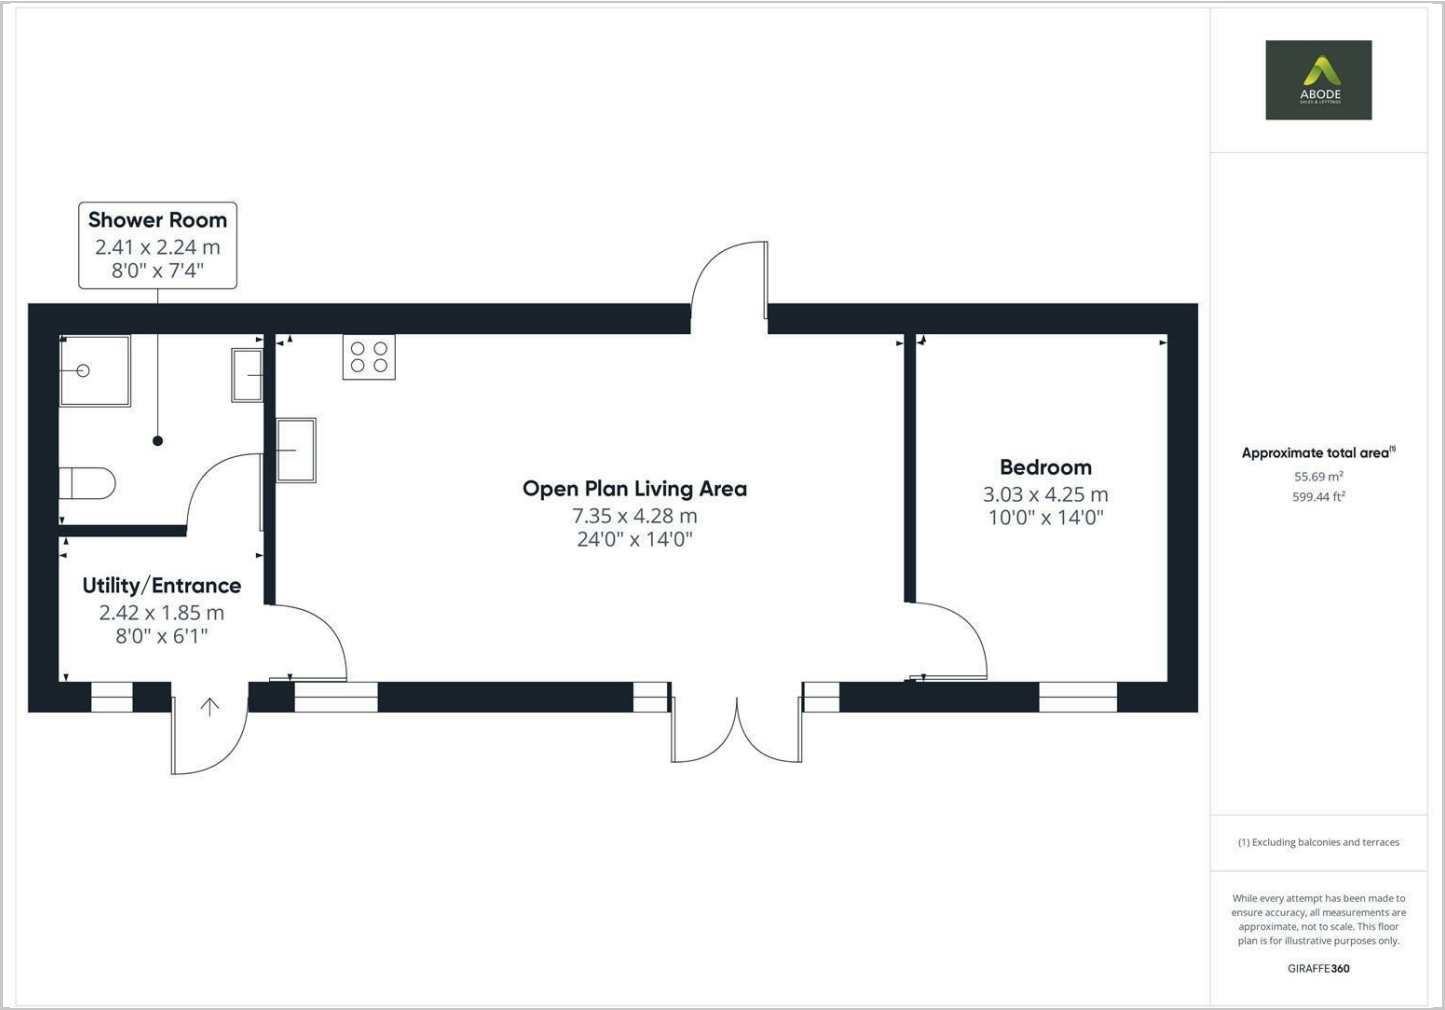 ABODE
SALES & LETTINGS
Shower Room
2.41 x 2.24 m
8'0" x 7'4"
Open Plan Living Area
7.35 x 4.28 m
24'0" x 14'0"
Bedroom
3.03 x 4.25 m
10'0" x 14'0"
Utility/Entrance
2.42 x 1.85 m
8'0" x 6'1"
Approximate total area⁽¹⁾
55.69 m²
599.44 ft²
(1) Excluding balconies and terraces
While every attempt has been made to
ensure accuracy, all measurements are
approximate, not to scale. This floor
plan is for illustrative purposes only.
GIRAFFE360